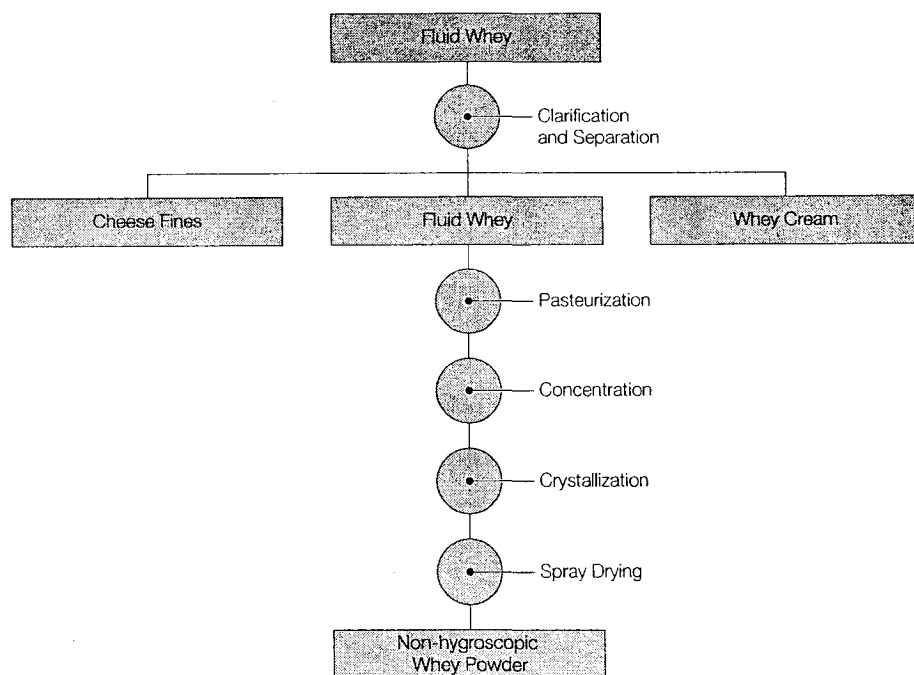 Fluid Whey
Clarification
and Separation
Cheese Fines
Fluid Whey
Whey Cream
Pasteurization
Concentration
Crystallization
Spray Drying
Non-hygroscopic
Whey Powder